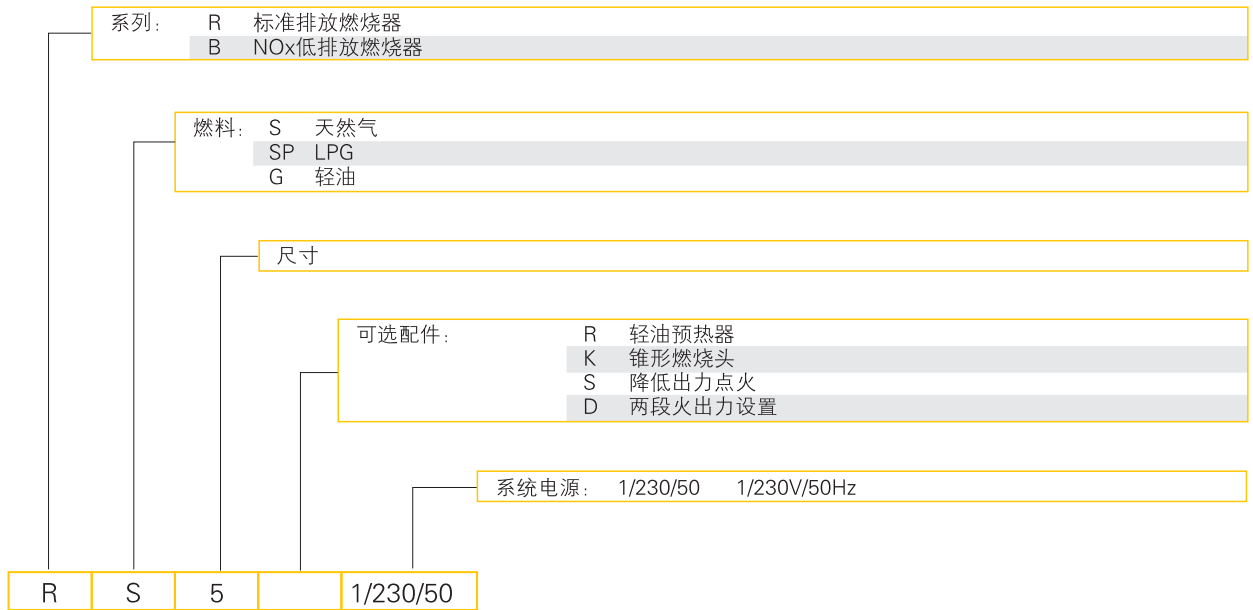 系列: R 标准排放燃烧器
B NOx低排放燃烧器
燃料: S 天然气
SP LPG
G 轻油
尺寸
可选配件: R 轻油预热器
K 锥形燃烧头
S 降低出力点火
D 两段火出力设置
系统电源: 1/230/50 1/230V/50Hz
R S 5 1/230/50